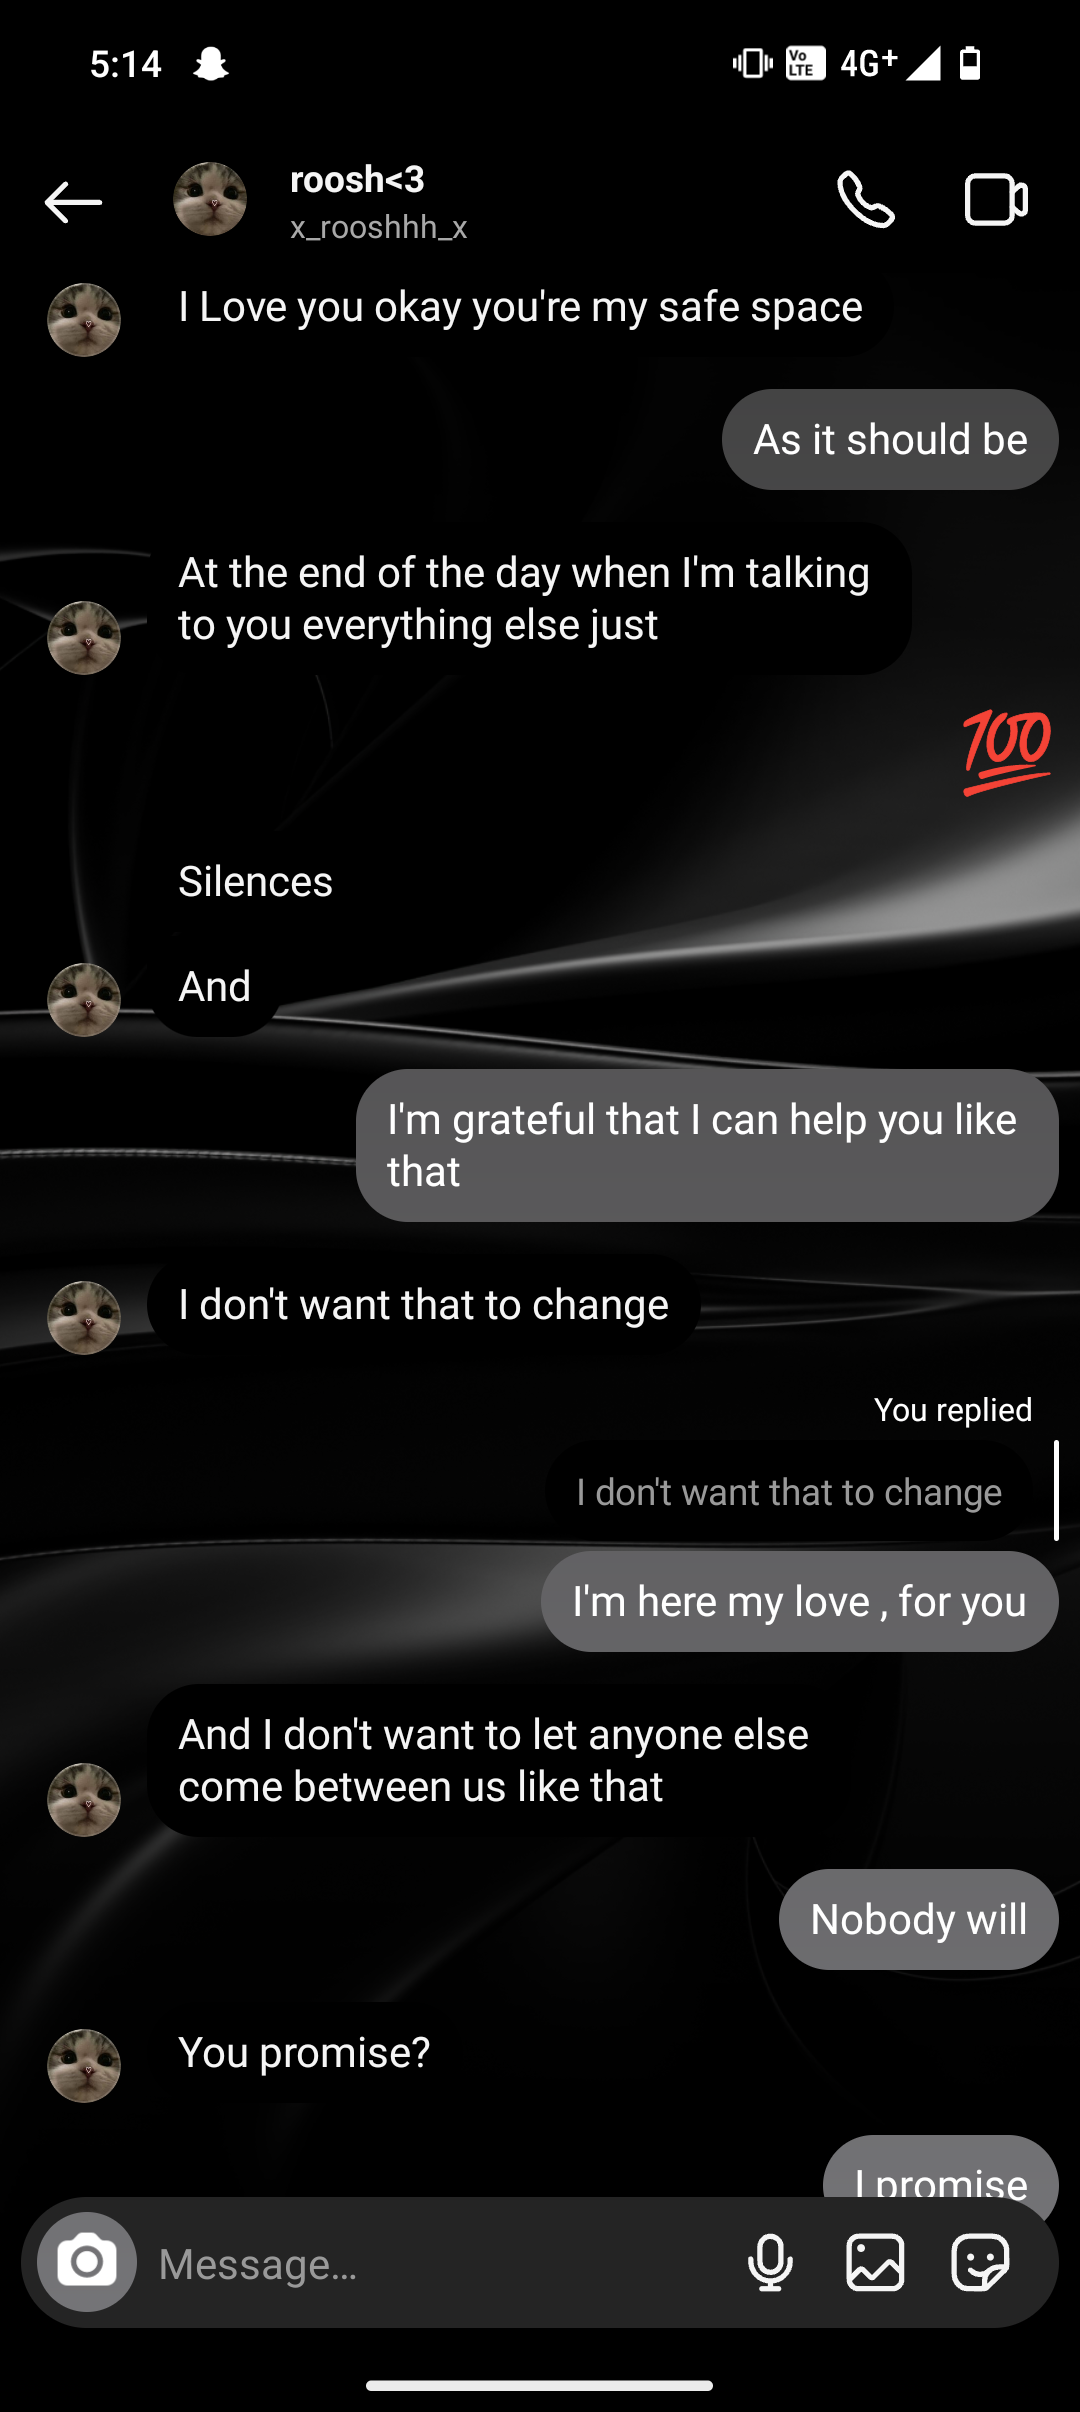 5:14
Vo
LTE
4G+
roosh<3
x_rooshhh_x
I Love you okay you're my safe space
As it should be
At the end of the day when I'm talking
to you everything else just
💯
Silences
And
I'm grateful that I can help you like
that
I don't want that to change
You replied
I don't want that to change
I'm here my love , for you
And I don't want to let anyone else
come between us like that
Nobody will
You promise?
I promise
Message...